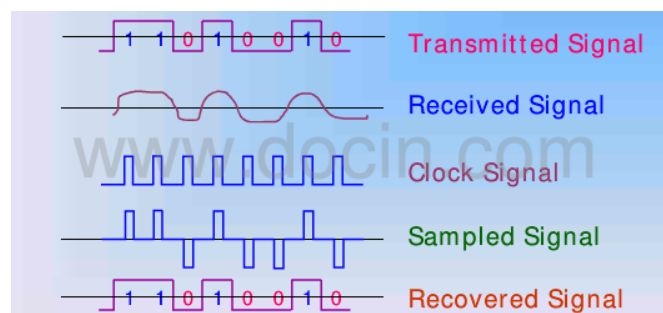 1 1 0 1 0 0 1 0 Transmitted Signal
Received Signal
www.docin.com
Clock Signal
Sampled Signal
1 1 0 1 0 0 1 0 Recovered Signal